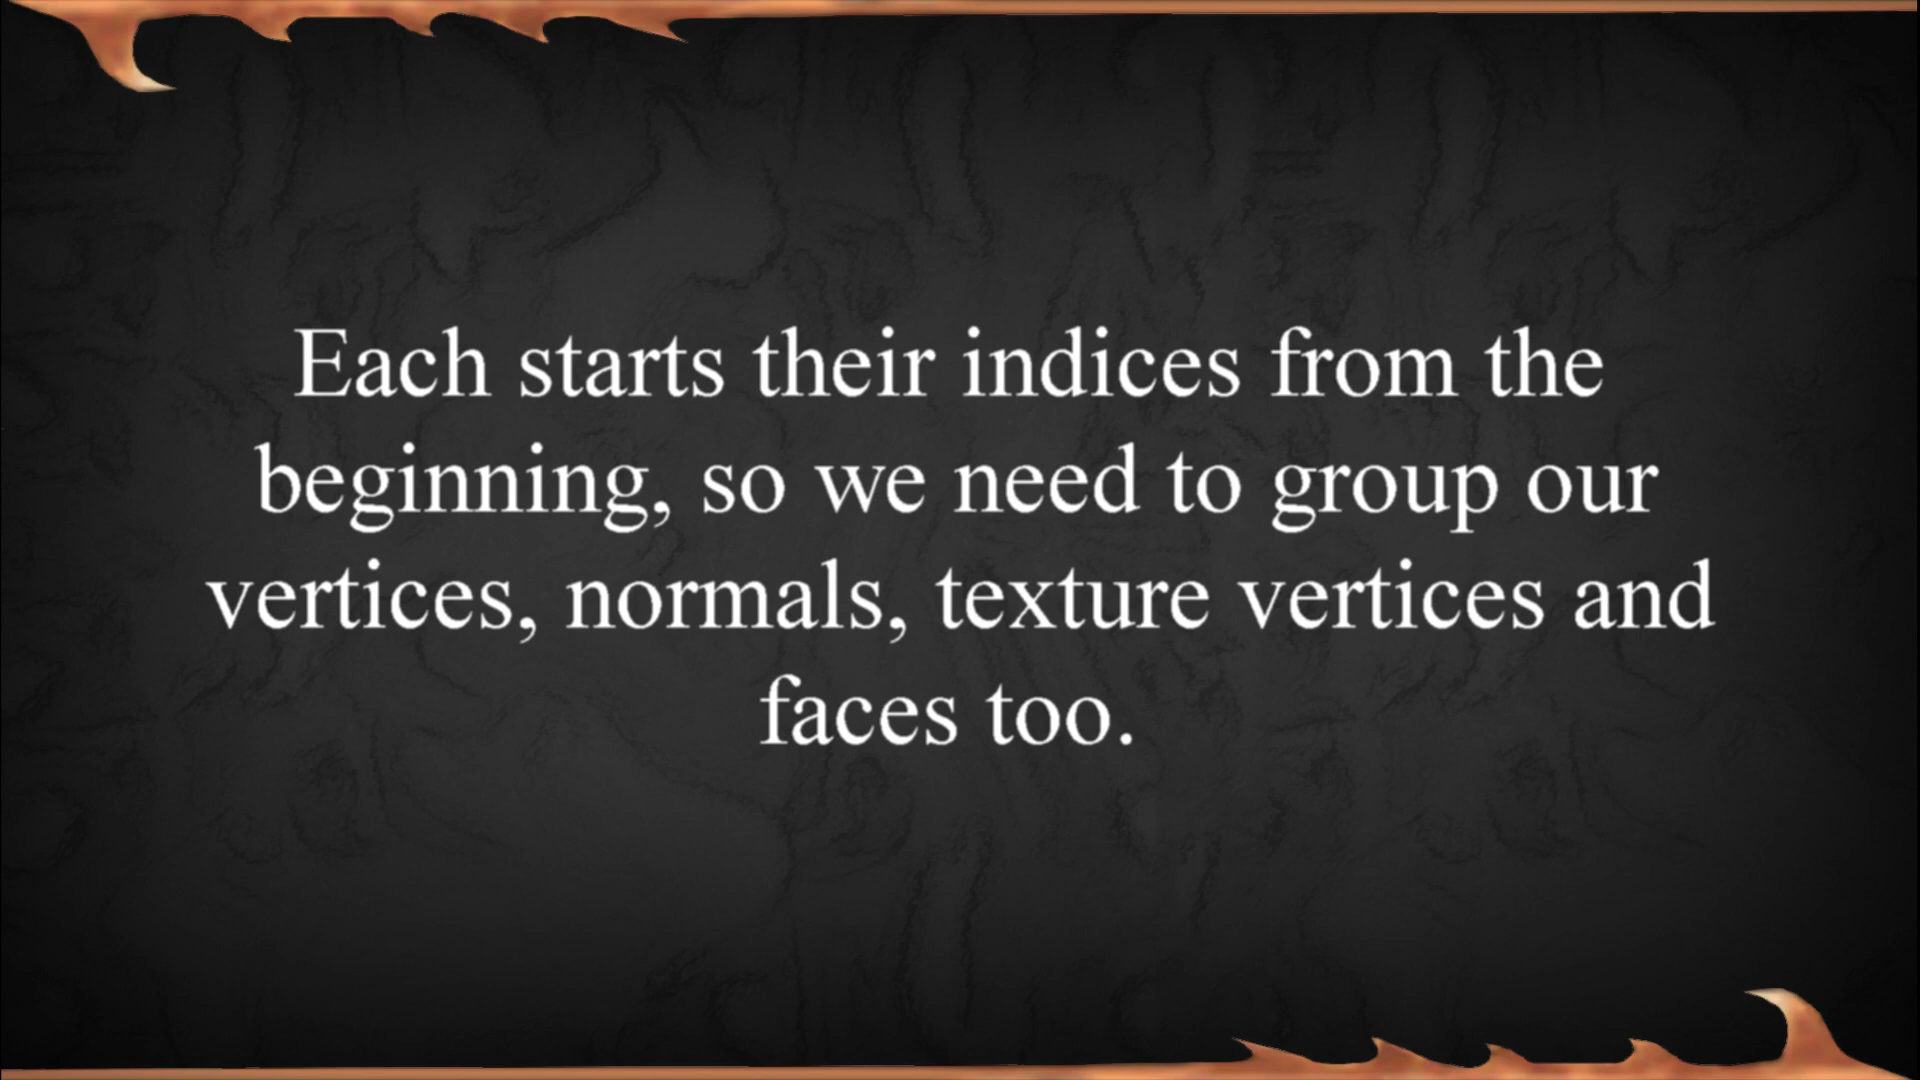 Each starts their indices from the
beginning, so we need to group our
vertices, normals, texture vertices and
faces too.